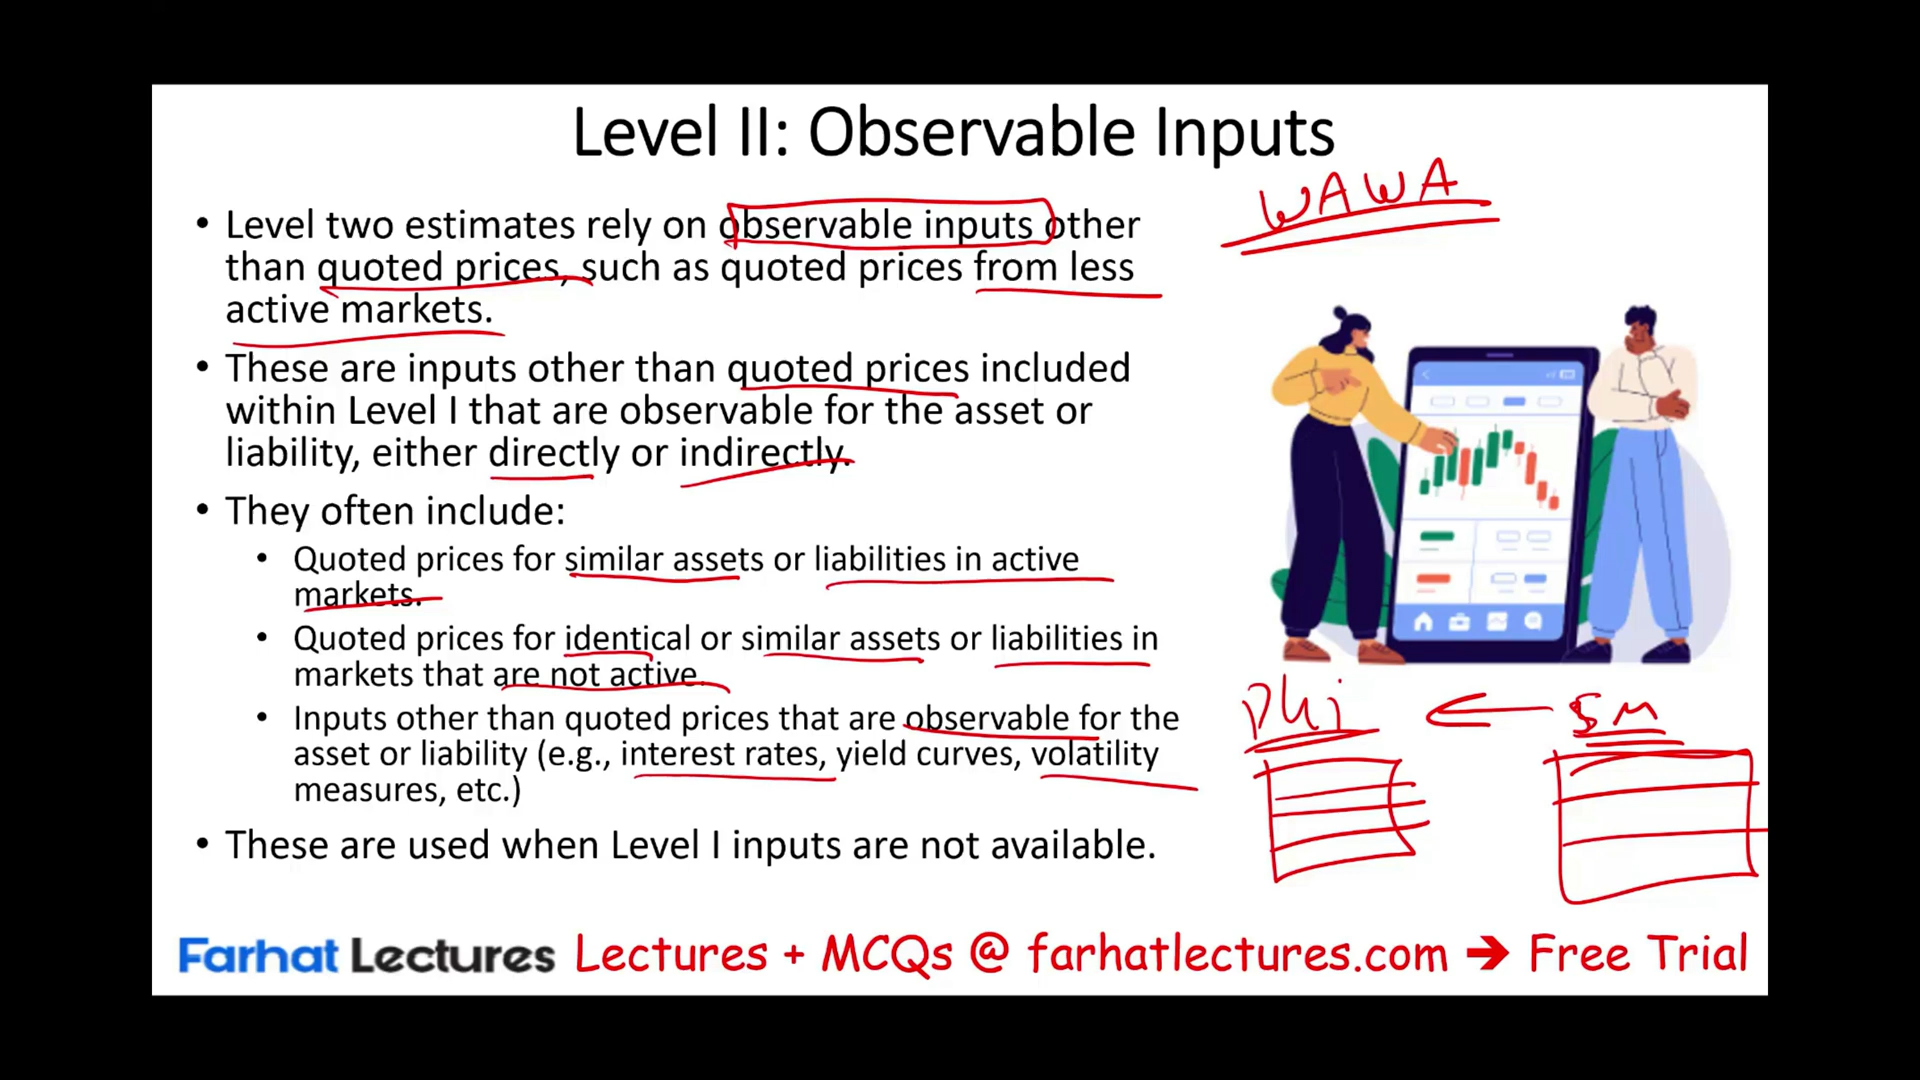 Level II: Observable Inputs
WAWA
• Level two estimates rely on observable inputs other
than quoted prices, such as quoted prices from less
active markets.
• These are inputs other than quoted prices included
within Level I that are observable for the asset or
liability, either directly or indirectly.
• They often include:
• Quoted prices for similar assets or liabilities in active
markets.
• Quoted prices for identical or similar assets or liabilities in
markets that are not active.
• Inputs other than quoted prices that are observable for the
asset or liability (e.g., interest rates, yield curves, volatility
measures, etc.)
• These are used when Level I inputs are not available.
Farhat Lectures Lectures + MCQs @ farhatlectures.com ➔ Free Trial